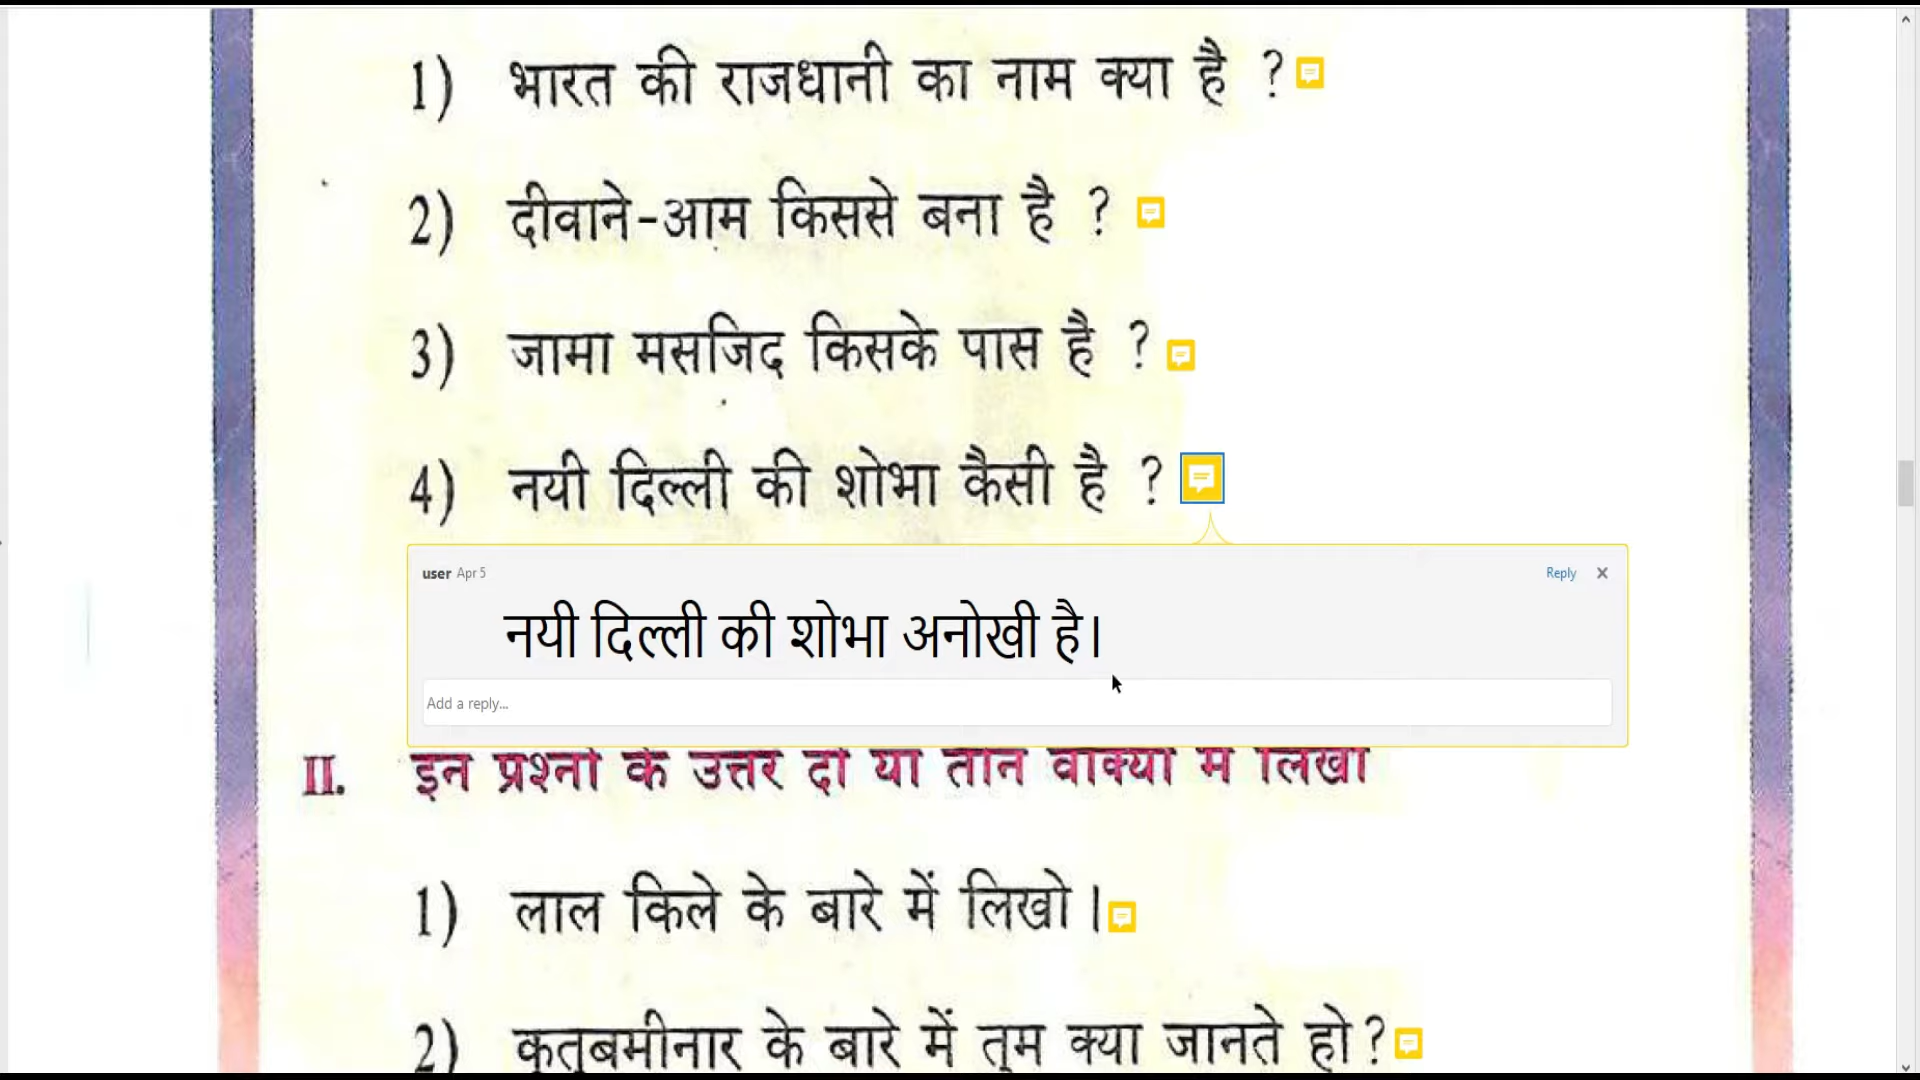 1) भारत की राजधानी का नाम क्या है ?
2) दीवाने-आम किससे बना है ?
3) जामा मसजिद किसके पास है ?
4) नयी दिल्ली की शोभा कैसी है ?
user Apr 5 Reply
नयी दिल्ली की शोभा अनोखी है।
Add a reply...
II. इन प्रश्नों के उत्तर दो या तीन वाक्यों में लिखो
1) लाल किले के बारे में लिखो।
2) कुतुबमीनार के बारे में तुम क्या जानते हो?